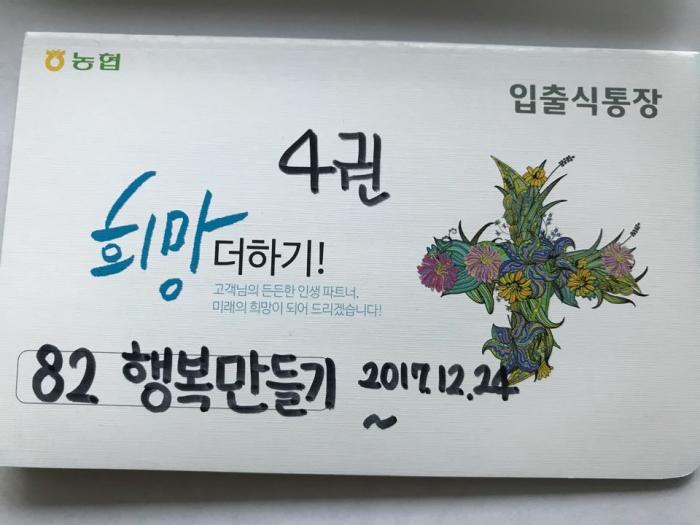 농협
입출식통장
4권
희망 더하기!
고객님의 든든한 인생 파트너,
미래의 희망이 되어 드리겠습니다!
82 행복만들기 2017.12.24
~